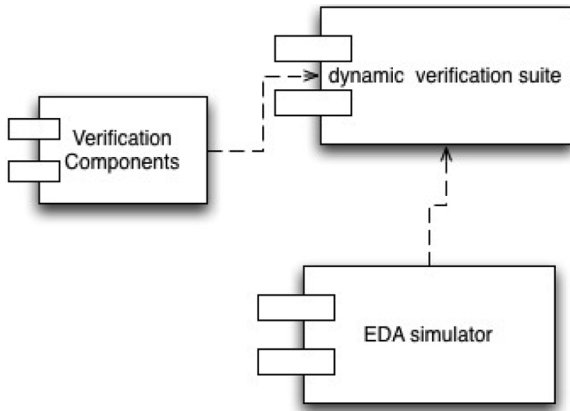 dynamic verification suite
Verification
Components
EDA simulator